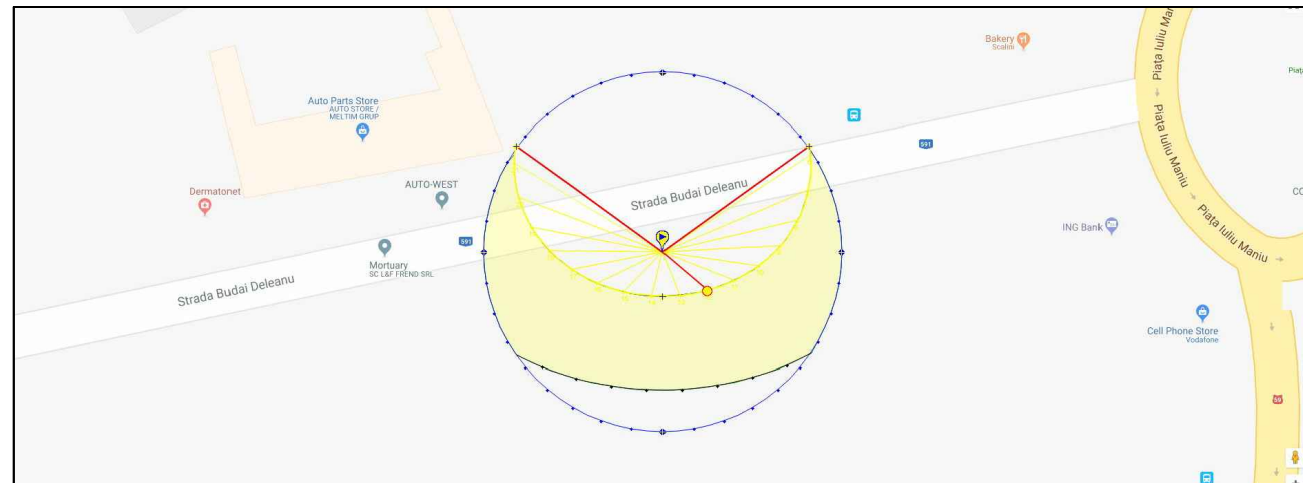 Bakery
Scalini
Piața Iuliu Maniu
Auto Parts Store
AUTO STORE /
MELTIM GRUP
Piața Iuliu Maniu
591
Dermatonet
AUTO-WEST
Strada Budai Deleanu
Piața Iuliu Maniu
CO
ING Bank
591
Mortuary
SC L&F FREND SRL
Strada Budai Deleanu
Cell Phone Store
Vodafone
59